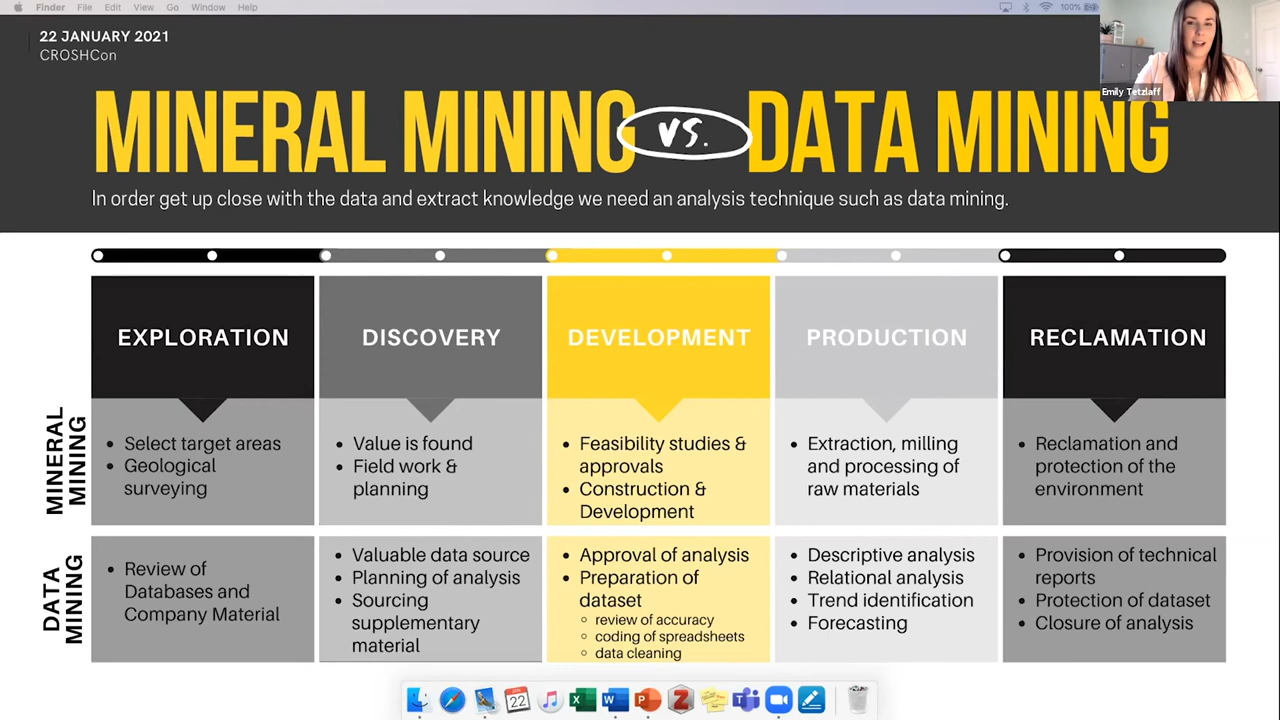 Finder File Edit View Go Window Help
100%
22 JANUARY 2021
CROSHCon
Emily Tetzlaff
MINERAL MINING VS. DATA MINING
In order get up close with the data and extract knowledge we need an analysis technique such as data mining.
EXPLORATION
DISCOVERY
DEVELOPMENT
PRODUCTION
RECLAMATION
MINERAL
MINING
• Select target areas
• Geological
surveying
• Value is found
• Field work &
planning
• Feasibility studies &
approvals
• Construction &
Development
• Extraction, milling
and processing of
raw materials
• Reclamation and
protection of the
environment
DATA
MINING
• Review of
Databases and
Company Material
• Valuable data source
• Planning of analysis
• Sourcing
supplementary
material
• Approval of analysis
• Preparation of
dataset
◦ review of accuracy
◦ coding of spreadsheets
◦ data cleaning
• Descriptive analysis
• Relational analysis
• Trend identification
• Forecasting
• Provision of technical
reports
• Protection of dataset
• Closure of analysis
JAN
22
X
W
P
Z
T